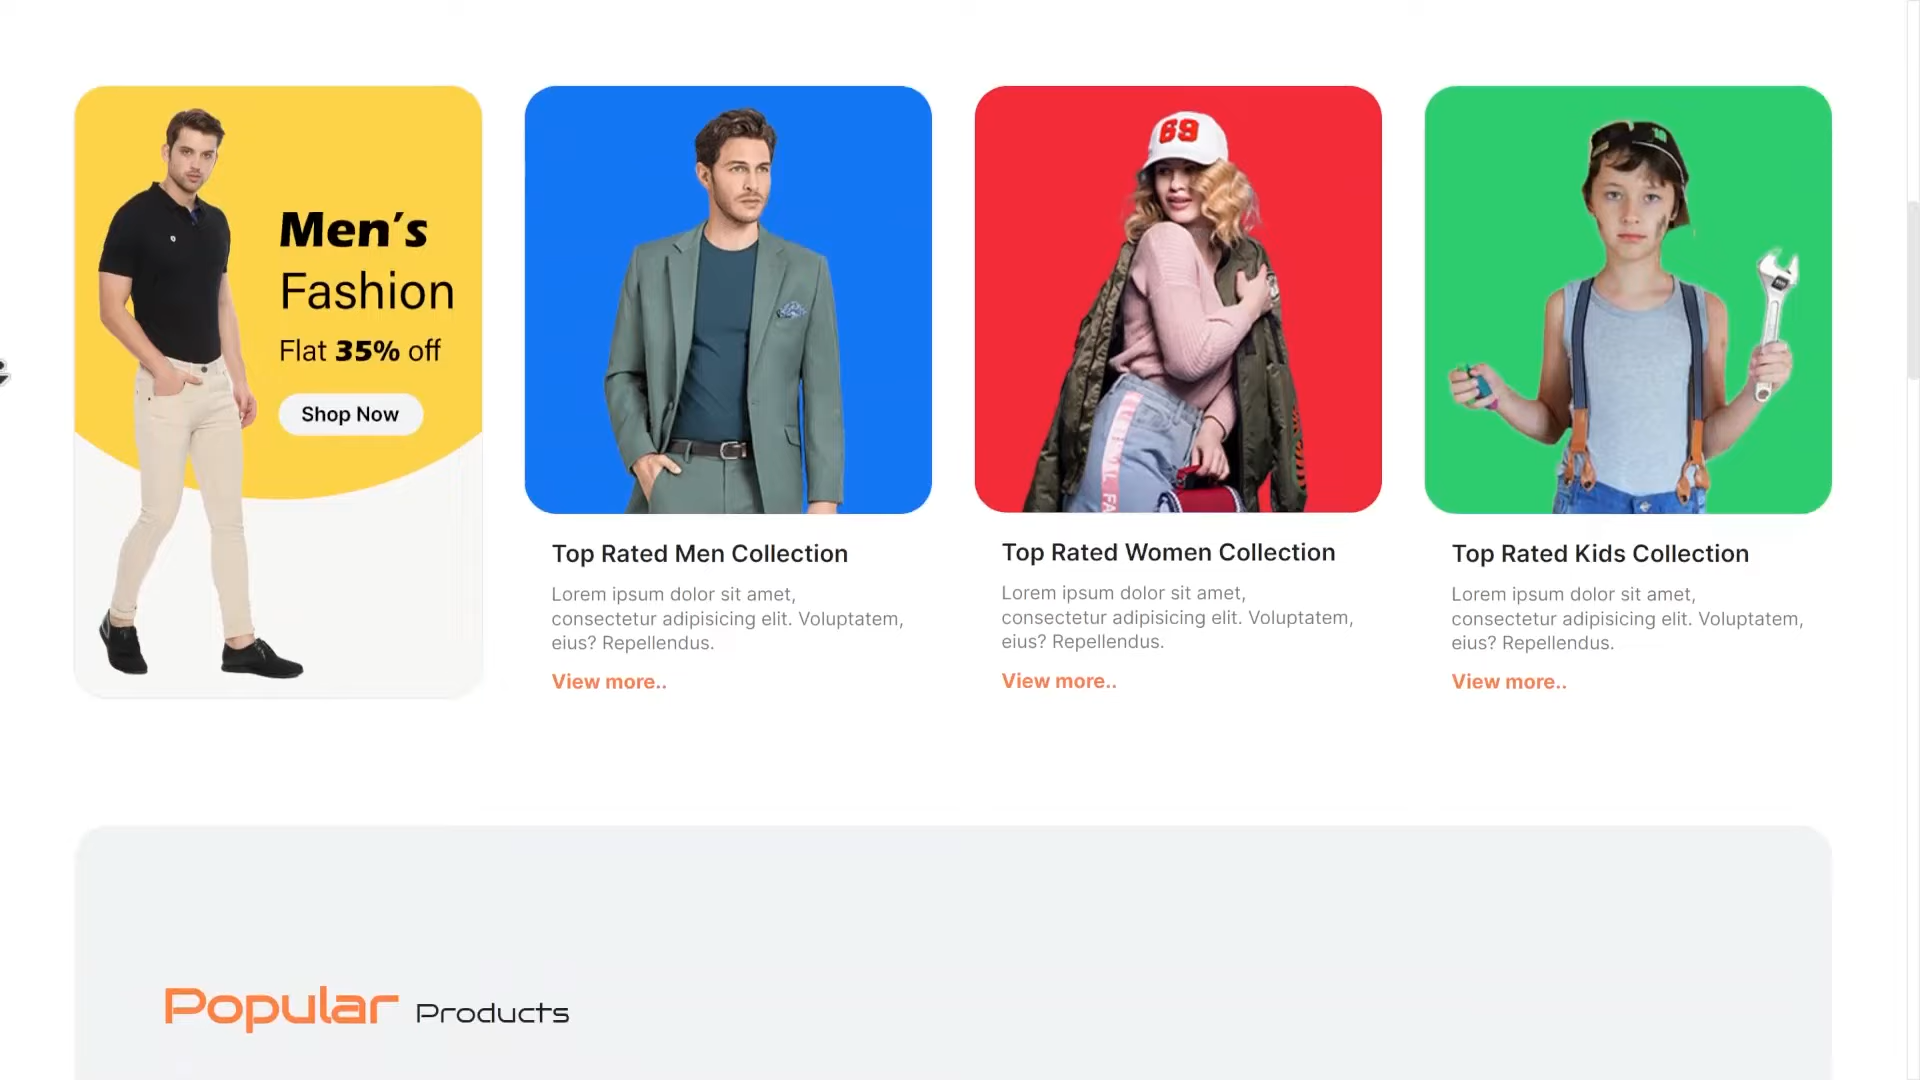 Men's
Fashion
Flat 35% off
Shop Now
Top Rated Men Collection
Lorem ipsum dolor sit amet,
consectetur adipisicing elit. Voluptatem,
eius? Repellendus.
View more..
69
Top Rated Women Collection
Lorem ipsum dolor sit amet,
consectetur adipisicing elit. Voluptatem,
eius? Repellendus.
View more..
Top Rated Kids Collection
Lorem ipsum dolor sit amet,
consectetur adipisicing elit. Voluptatem,
eius? Repellendus.
View more..
Popular Products